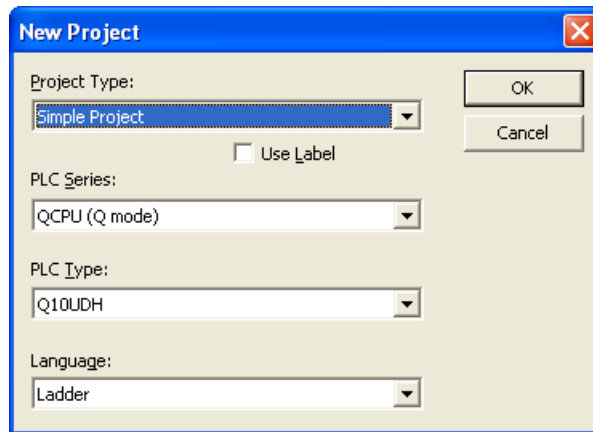 New Project
Project Type:
Simple Project
Use Label
PLC Series:
QCPU (Q mode)
PLC Type:
Q10UDH
Language:
Ladder
OK
Cancel